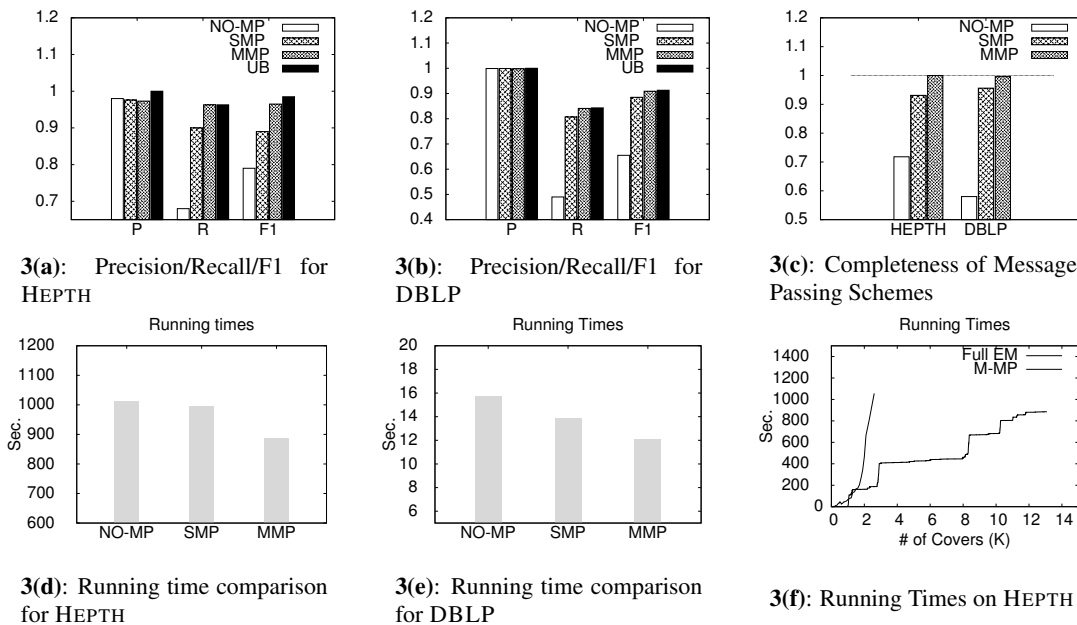 1.2
1.1
1
0.9
0.8
0.7
NO-MP
SMP
MMP
UB
P R F1
3(a): Precision/Recall/F1 for
HEPTH
1.2
1.1
1
0.9
0.8
0.7
0.6
0.5
0.4
NO-MP
SMP
MMP
UB
P R F1
3(b): Precision/Recall/F1 for
DBLP
1.2
1.1
1
0.9
0.8
0.7
0.6
0.5
NO-MP
SMP
MMP
HEPTH DBLP
3(c): Completeness of Message
Passing Schemes
Running times
1200
1100
1000
900
800
700
600
Sec.
NO-MP SMP MMP
3(d): Running time comparison
for HEPTH
Running Times
20
18
16
14
12
10
8
6
Sec.
NO-MP SMP MMP
3(e): Running time comparison
for DBLP
Running Times
1400
1200
1000
800
600
400
200
0
Sec.
Full EM
M-MP
0 2 4 6 8 10 12 14
# of Covers (K)
3(f): Running Times on HEPTH